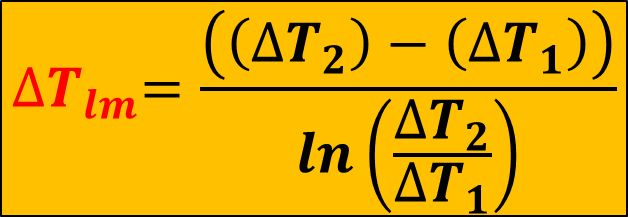 ΔT_lm = ((ΔT_2) − (ΔT_1)) / ln(ΔT_2 / ΔT_1)